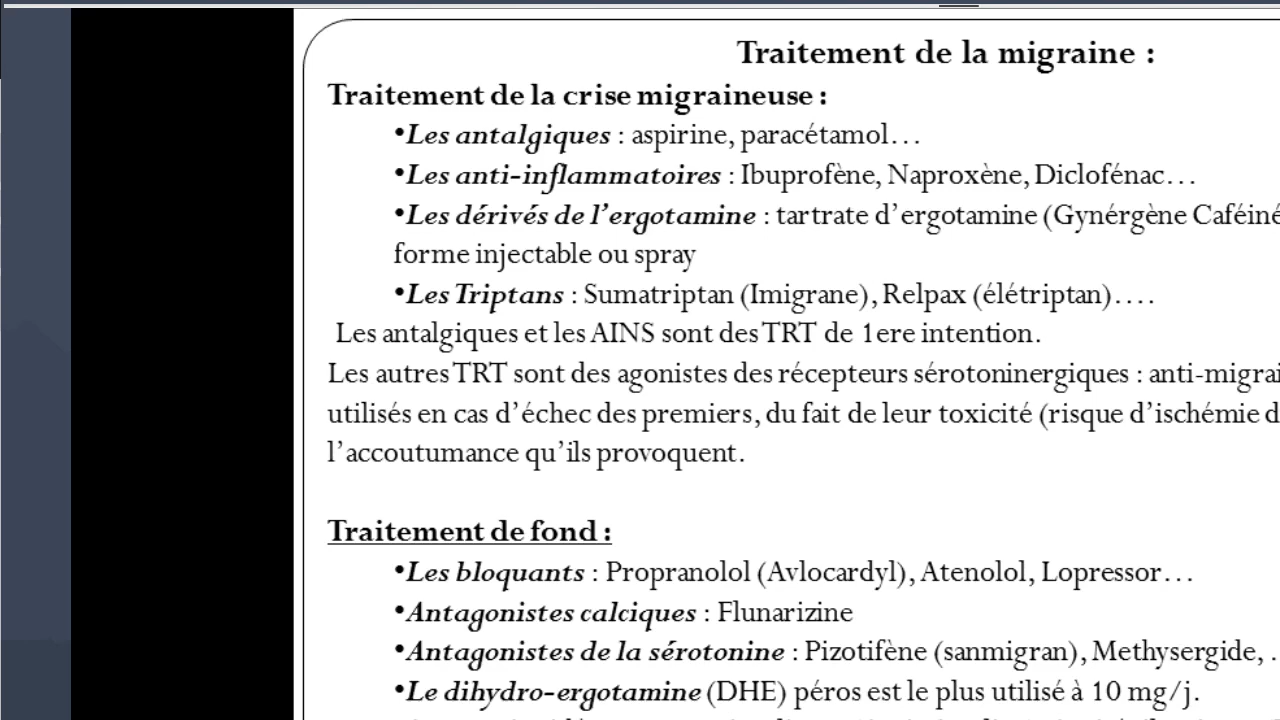 Traitement de la migraine :
Traitement de la crise migraineuse :
•Les antalgiques : aspirine, paracétamol…
•Les anti-inflammatoires : Ibuprofène, Naproxène, Diclofénac…
•Les dérivés de l’ergotamine : tartrate d’ergotamine (Gynérgène Caféiné
forme injectable ou spray
•Les Triptans : Sumatriptan (Imigrane), Relpax (élétriptan)….
Les antalgiques et les AINS sont des TRT de 1ere intention.
Les autres TRT sont des agonistes des récepteurs sérotoninergiques : anti-migrai
utilisés en cas d’échec des premiers, du fait de leur toxicité (risque d’ischémie d
l’accoutumance qu’ils provoquent.
Traitement de fond :
•Les bloquants : Propranolol (Avlocardyl), Atenolol, Lopressor…
•Antagonistes calciques : Flunarizine
•Antagonistes de la sérotonine : Pizotifène (sanmigran), Methysergide, .
•Le dihydro-ergotamine (DHE) péros est le plus utilisé à 10 mg/j.